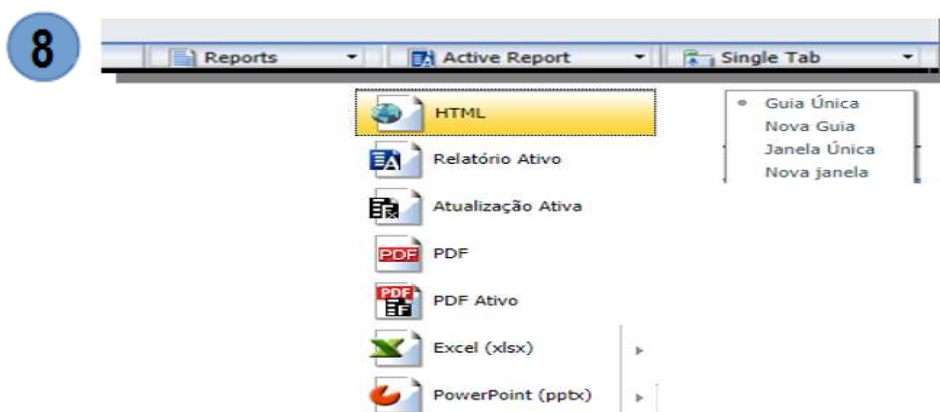 8
Reports
Active Report
Single Tab
HTML
Relatório Ativo
Atualização Ativa
PDF
PDF Ativo
Excel (xlsx)
PowerPoint (pptx)
Guia Única
Nova Guia
Janela Única
Nova janela